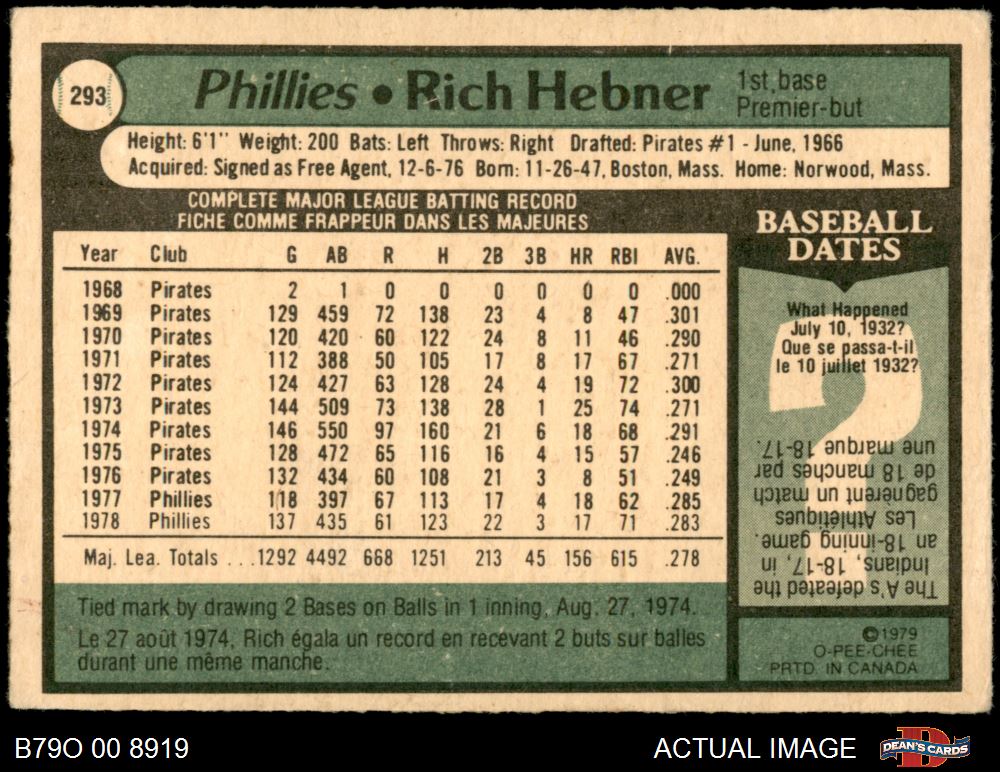 293
Phillies • Rich Hebner
1st base
Premier-but
Height: 6'1" Weight: 200 Bats: Left Throws: Right Drafted: Pirates #1 - June, 1966
Acquired: Signed as Free Agent, 12-6-76 Born: 11-26-47, Boston, Mass. Home: Norwood, Mass.
COMPLETE MAJOR LEAGUE BATTING RECORD
FICHE COMME FRAPPEUR DANS LES MAJEURES
Year Club G AB R H 2B 3B HR RBI AVG.
1968 Pirates 2 1 0 0 0 0 0 0 .000
1969 Pirates 129 459 72 138 23 4 8 47 .301
1970 Pirates 120 420 60 122 24 8 11 46 .290
1971 Pirates 112 388 50 105 17 8 17 67 .271
1972 Pirates 124 427 63 128 24 4 19 72 .300
1973 Pirates 144 509 73 138 28 1 25 74 .271
1974 Pirates 146 550 97 160 21 6 18 68 .291
1975 Pirates 128 472 65 116 16 4 15 57 .246
1976 Pirates 132 434 60 108 21 3 8 51 .249
1977 Phillies 118 397 67 113 17 4 18 62 .285
1978 Phillies 137 435 61 123 22 3 17 71 .283
Maj. Lea. Totals ...1292 4492 668 1251 213 45 156 615 .278
Tied mark by drawing 2 Bases on Balls in 1 inning, Aug. 27, 1974.
Le 27 août 1974, Rich égala un record en recevant 2 buts sur balles
durant une même manche.
BASEBALL
DATES
What Happened
July 10, 1932?
Que se passa-t-il
le 10 juillet 1932?
The A's defeated the
Indians, 18-17, in
an 18-inning game.
Les Athlétiques
gagnèrent un match
de 18 manches par
une marque 18-17.
©1979
O-PEE-CHEE
PRTD. IN CANADA
B79O 00 8919
ACTUAL IMAGE
DEAN'S CARDS